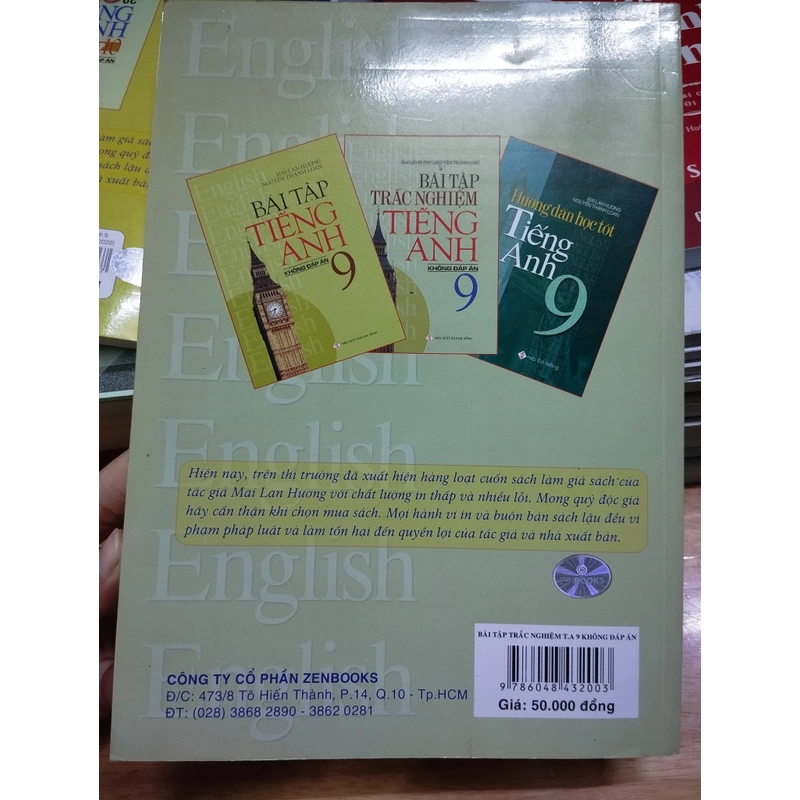 English
English
English
English
English
English
English
MAI LAN HƯƠNG
NGUYỄN THANH LOAN
BÀI TẬP
TIẾNG
ANH
KHÔNG ĐÁP ÁN
9
BÀI TẬP
TRẮC NGHIỆM
TIẾNG
ANH
KHÔNG ĐÁP ÁN
9
MAI LAN HƯƠNG
NGUYỄN THANH LOAN
Hướng dẫn học tốt
Tiếng
Anh
9
Hiện nay, trên thị trường đã xuất hiện hàng loạt cuốn sách làm giả sách của
tác giả Mai Lan Hương với chất lượng in thấp và nhiều lỗi. Mong quý độc giả
hãy cẩn thận khi chọn mua sách. Mọi hành vi in và buôn bán sách lậu đều vi
phạm pháp luật và làm tổn hại đến quyền lợi của tác giả và nhà xuất bản.
BOOKS
BÀI TẬP TRẮC NGHIỆM T.A 9 KHÔNG ĐÁP ÁN
9 786048 432003
Giá: 50.000 đồng
CÔNG TY CỔ PHẦN ZENBOOKS
Đ/C: 473/8 Tô Hiến Thành, P.14, Q.10 - Tp.HCM
ĐT: (028) 3868 2890 - 3862 0281